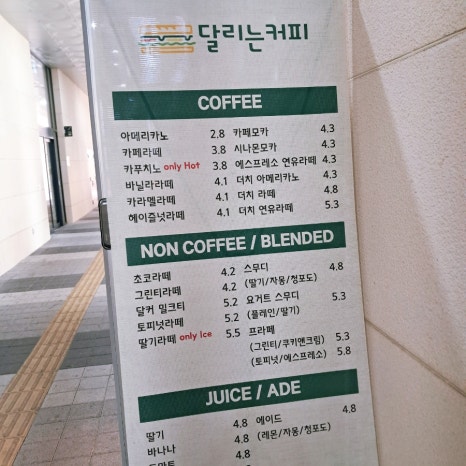 달리는커피
COFFEE
아메리카노 2.8 카페모카 4.3
카페라떼 3.8 시나몬모카 4.3
카푸치노 only Hot 3.8 에스프레소 연유라떼 4.3
바닐라라떼 4.1 더치 아메리카노 4.3
카라멜라떼 4.1 더치 라떼 4.8
헤이즐넛라떼 4.1 더치 연유라떼 5.3
NON COFFEE / BLENDED
초코라떼 4.2 스무디 4.8
그린티라떼 4.2 (딸기/자몽/청포도)
달커 밀크티 5.2 요거트 스무디 5.3
토피넛라떼 5.2 (플레인/딸기)
딸기라떼 only Ice 5.5 프라페
(그린티/쿠키앤크림) 5.3
(토피넛/에스프레소) 5.8
JUICE / ADE
딸기 4.8 에이드 4.8
바나나 4.8 (레몬/자몽/청포도)